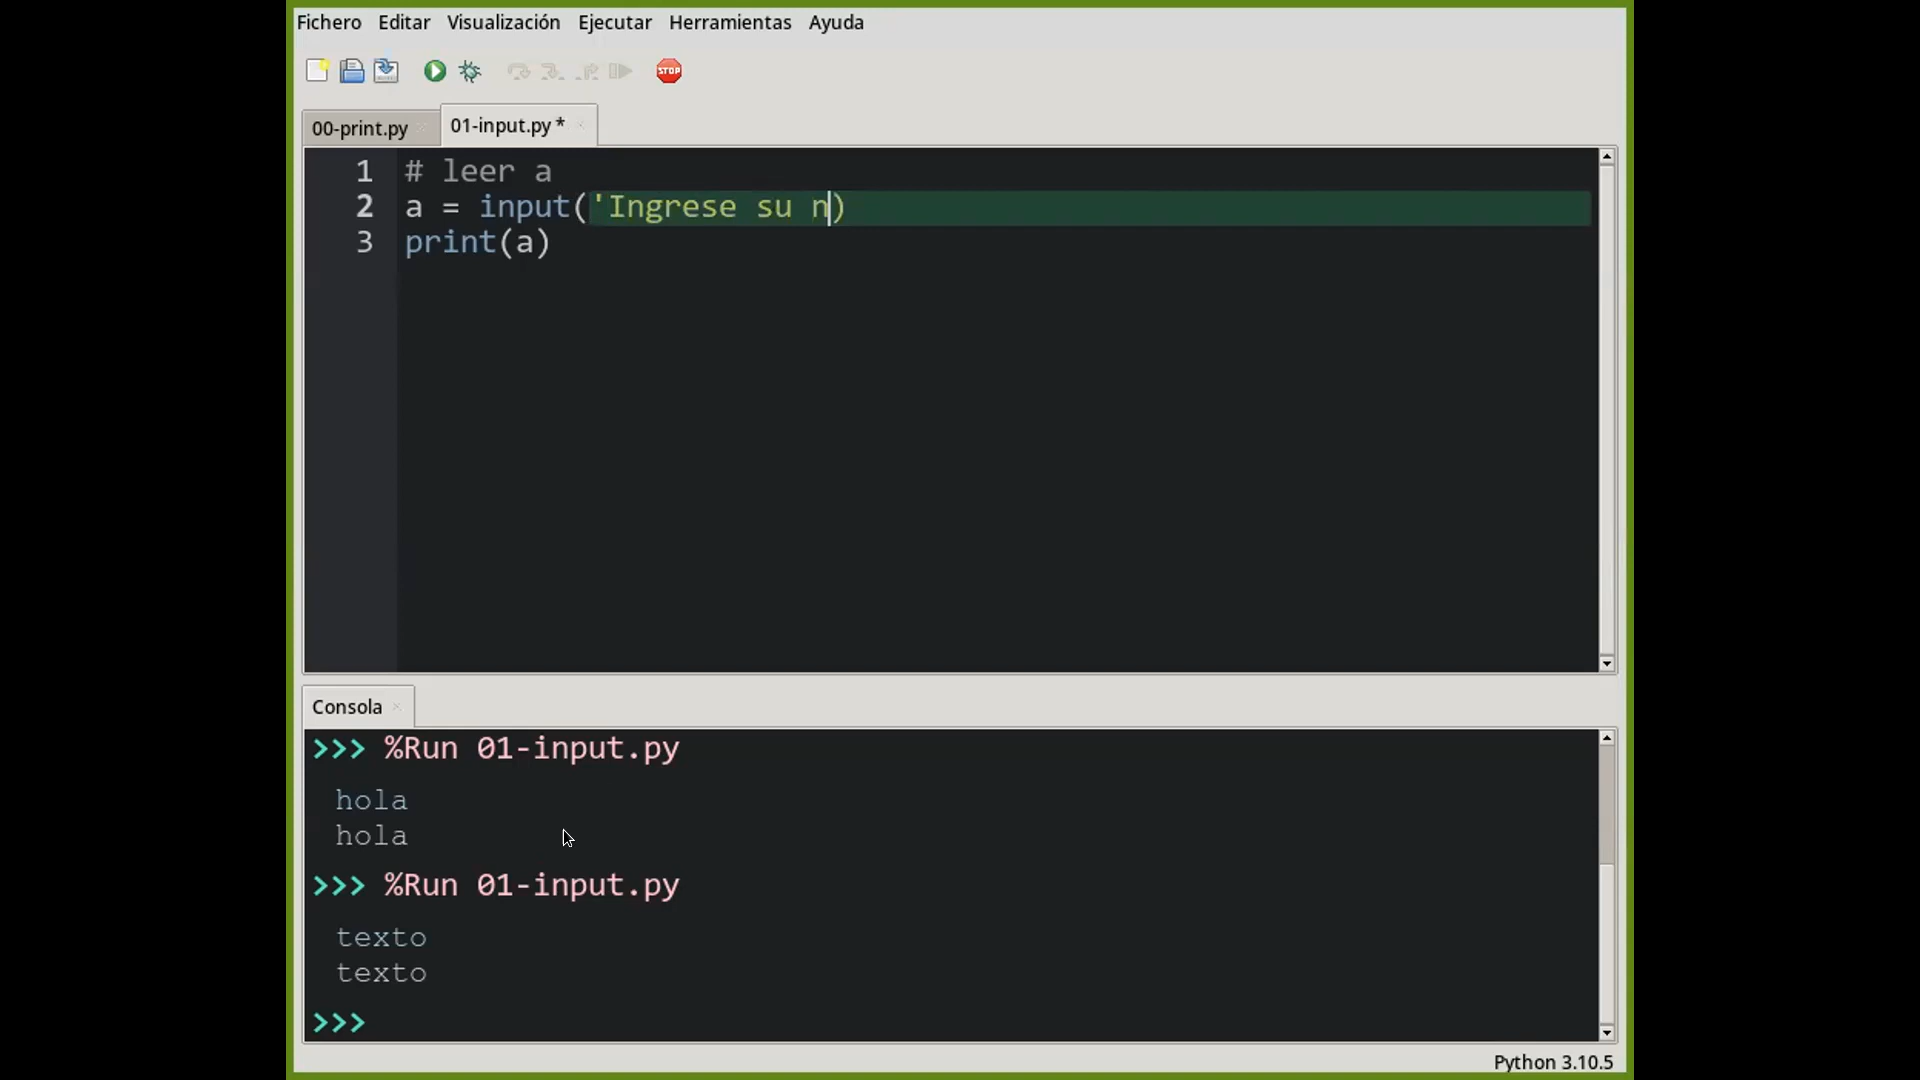 Fichero Editar Visualización Ejecutar Herramientas Ayuda
STOP
00-print.py 01-input.py *
1 # leer a
2 a = input('Ingrese su n)
3 print(a)
Consola
>>> %Run 01-input.py
hola
hola
>>> %Run 01-input.py
texto
texto
>>>
Python 3.10.5